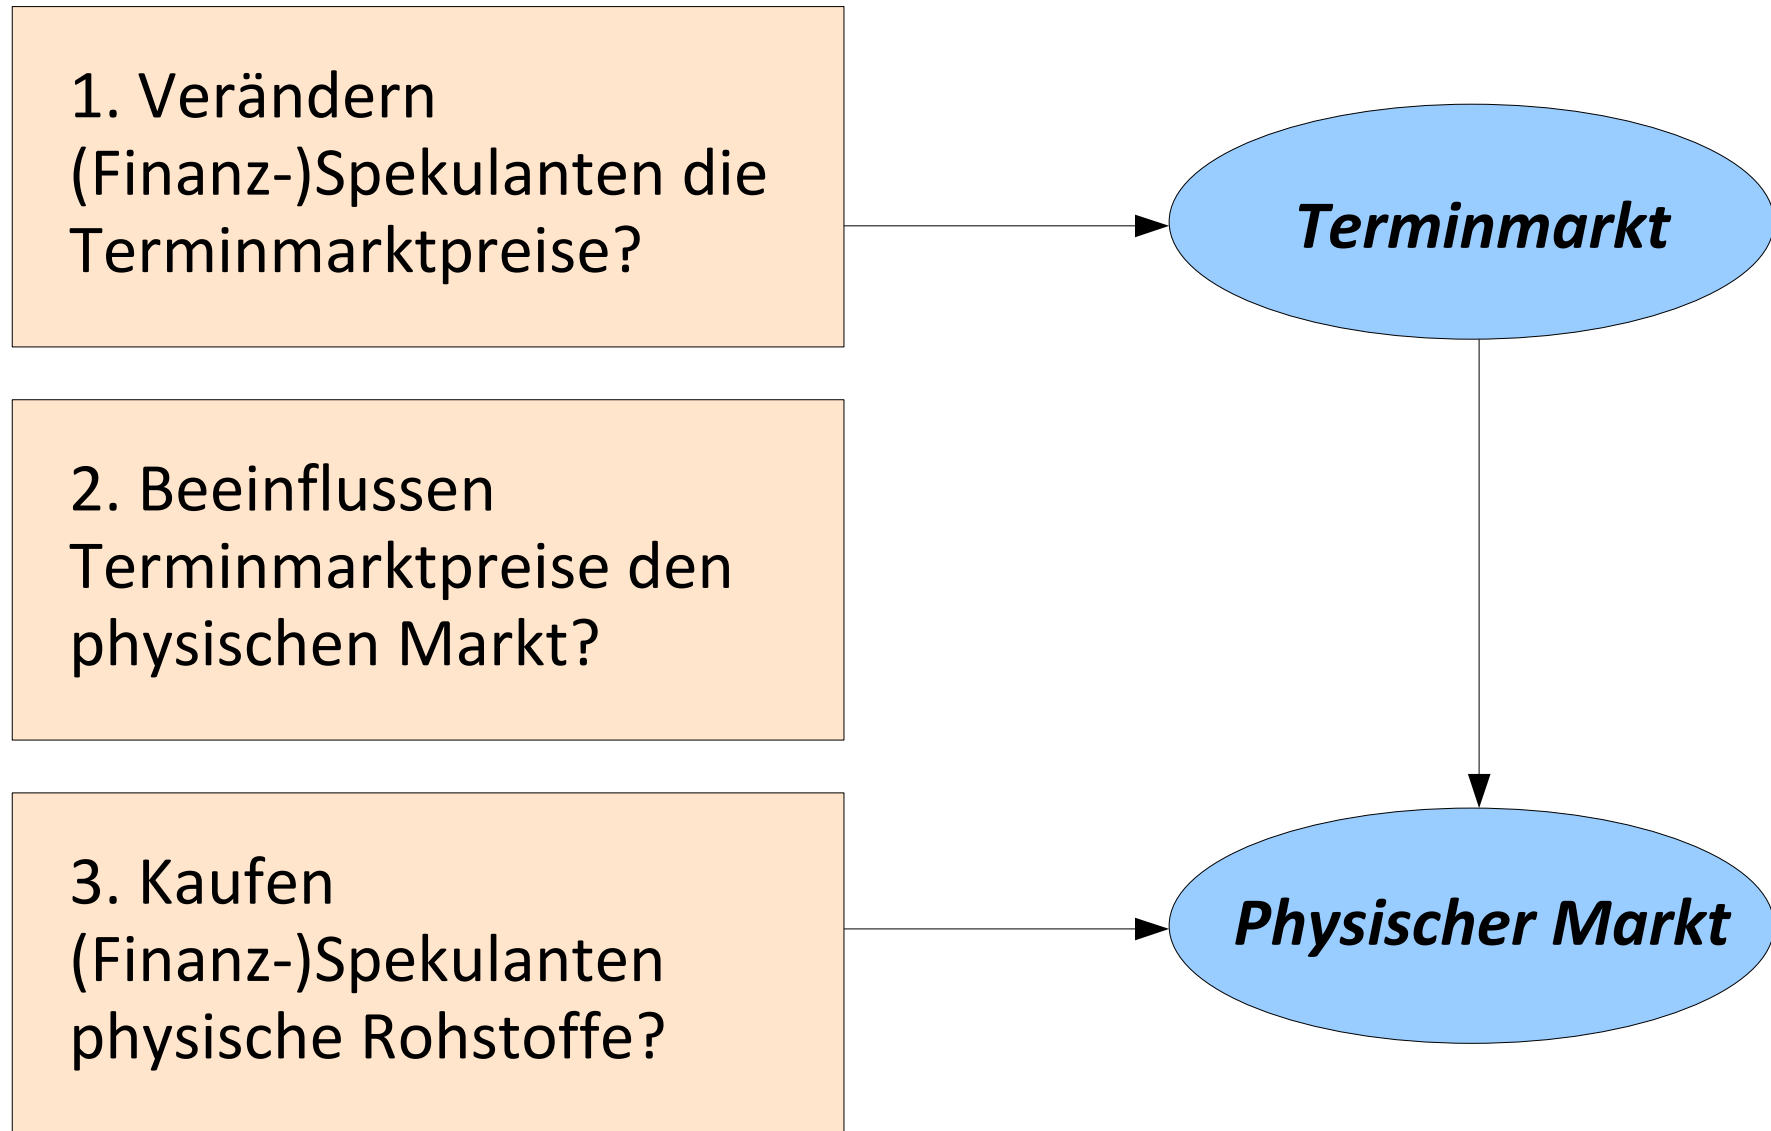 1. Verändern
(Finanz-)Spekulanten die
Terminmarktpreise?
Terminmarkt
2. Beeinflussen
Terminmarktpreise den
physischen Markt?
3. Kaufen
(Finanz-)Spekulanten
physische Rohstoffe?
Physischer Markt